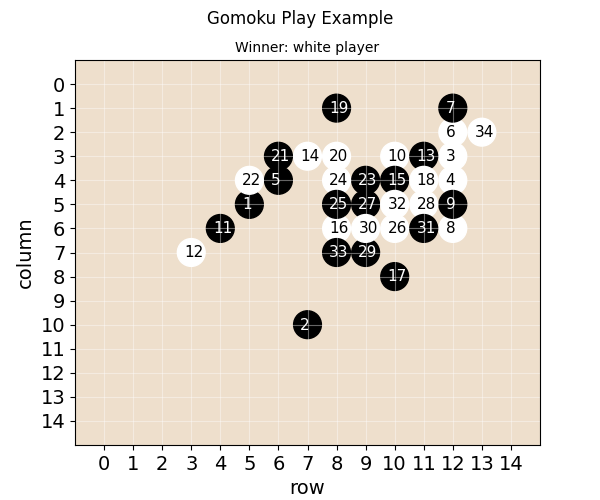 Gomoku Play Example
Winner: white player
0
1 19 7
2 6 34
3 21 14 20 10 13 3
4 22 5 24 23 15 18 4
5 1 25 27 32 28 9
6 11 16 30 26 31 8
7 12 33 29
8 17
9
10 2
11
12
13
14
column
0 1 2 3 4 5 6 7 8 9 10 11 12 13 14
row